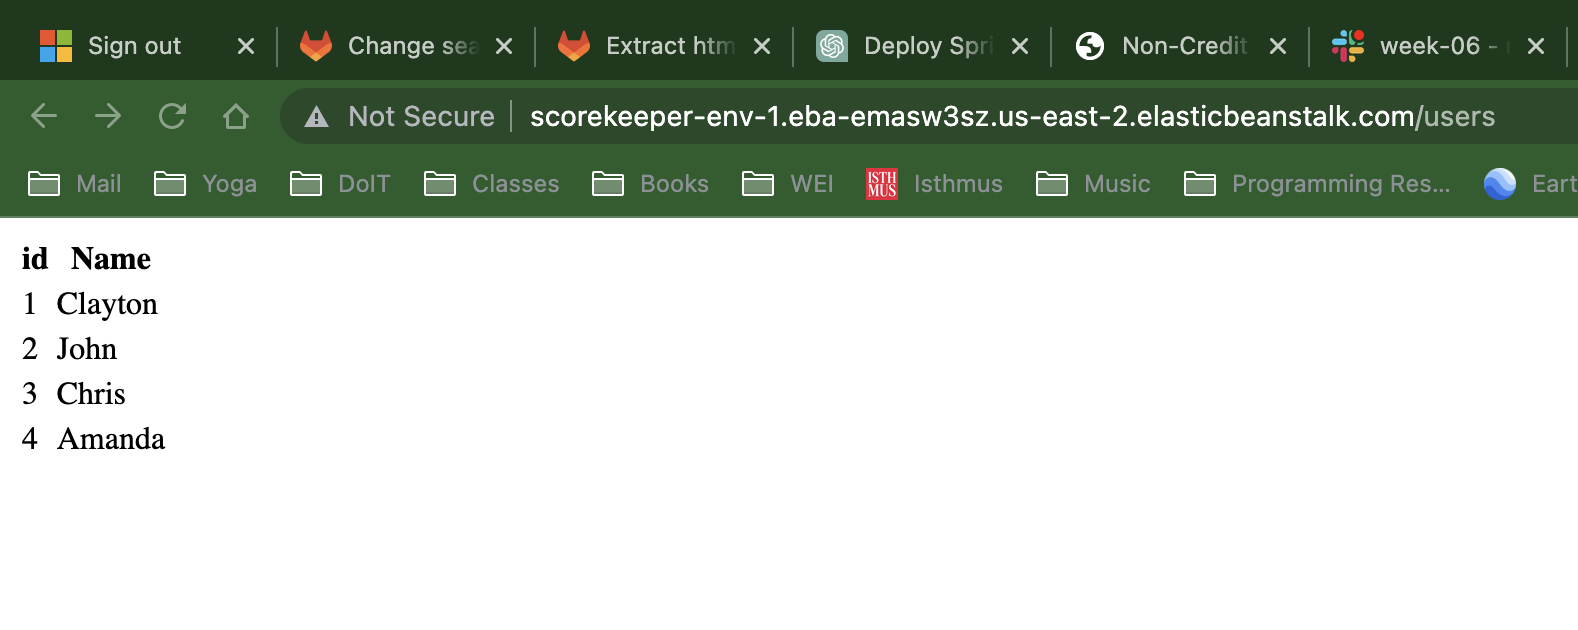 Sign out Change sea Extract htm Deploy Spri Non-Credit week-06 -
Not Secure scorekeeper-env-1.eba-emasw3sz.us-east-2.elasticbeanstalk.com/users
Mail Yoga DoIT Classes Books WEI ISTH MUS Isthmus Music Programming Res... Eart
id Name
1 Clayton
2 John
3 Chris
4 Amanda